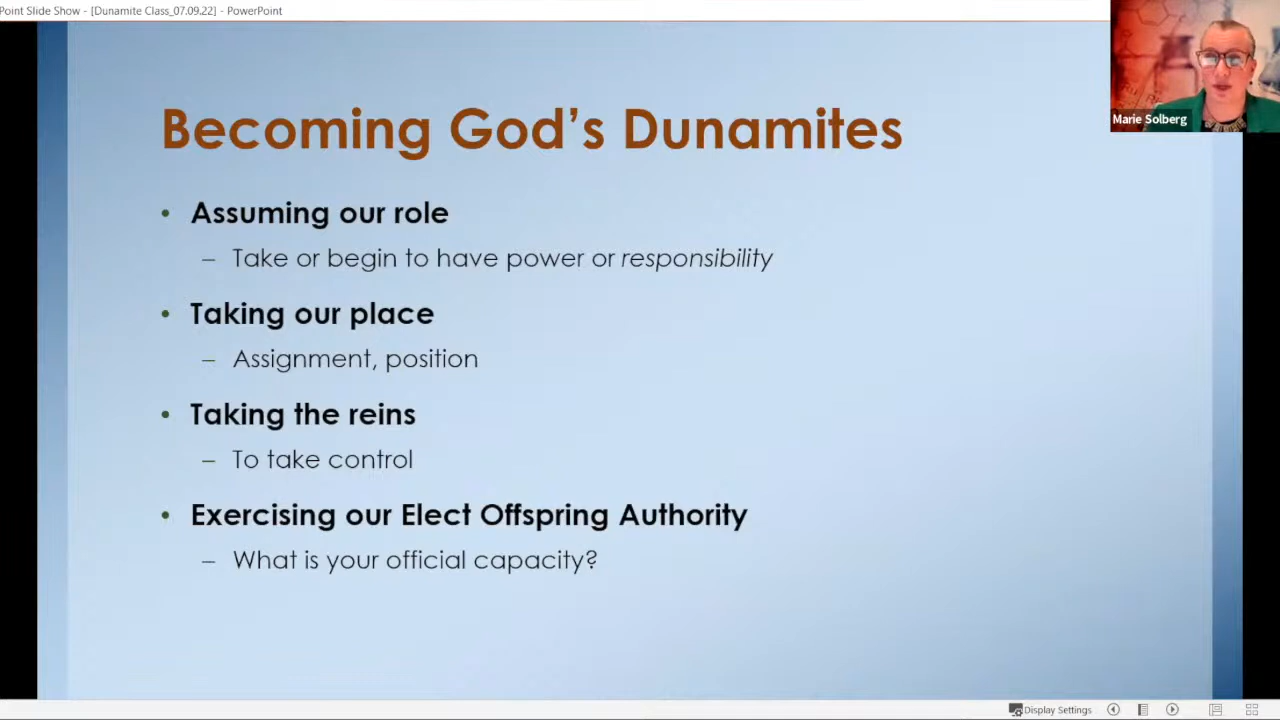 Point Slide Show - [Dunamite Class_07.09.22] - PowerPoint
Marie Solberg
Becoming God's Dunamites
• Assuming our role
– Take or begin to have power or responsibility
• Taking our place
– Assignment, position
• Taking the reins
– To take control
• Exercising our Elect Offspring Authority
– What is your official capacity?
Display Settings